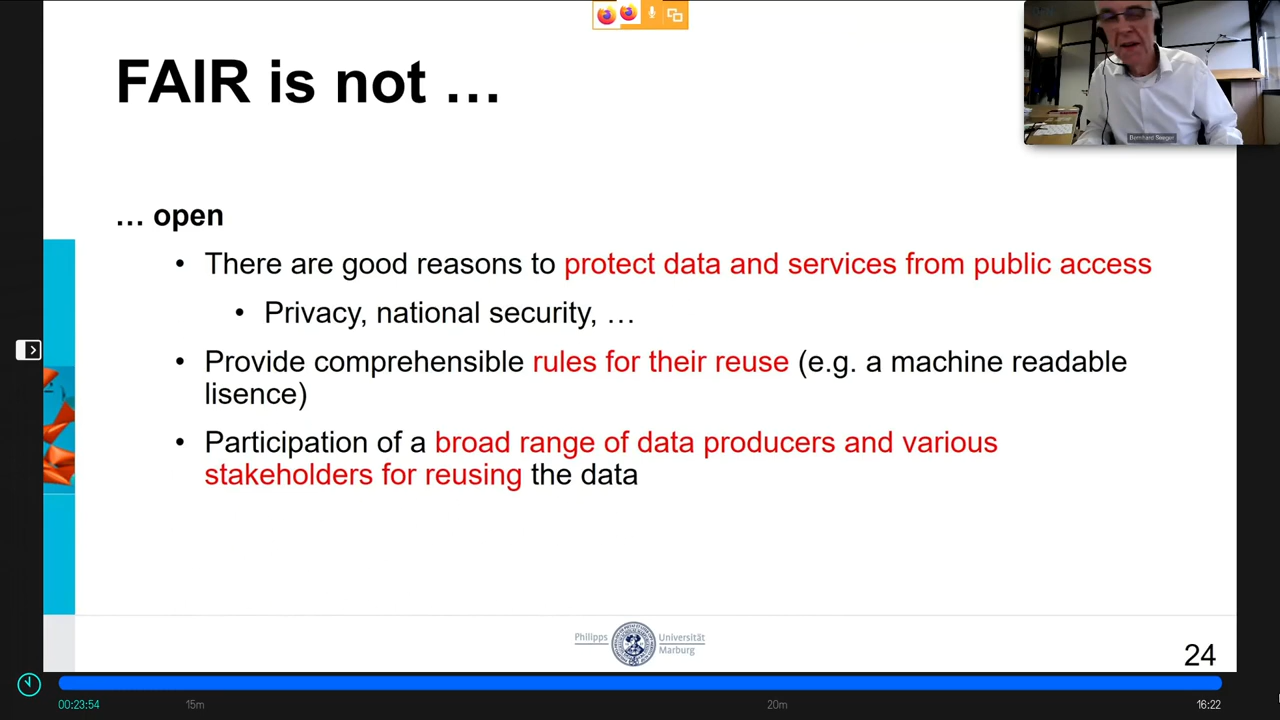 FAIR is not …
Bernhard Seeger
… open
• There are good reasons to protect data and services from public access
• Privacy, national security, …
• Provide comprehensible rules for their reuse (e.g. a machine readable
lisence)
• Participation of a broad range of data producers and various
stakeholders for reusing the data
Philipps
Universität
Marburg
24
00:23:54
15m
20m
16:22